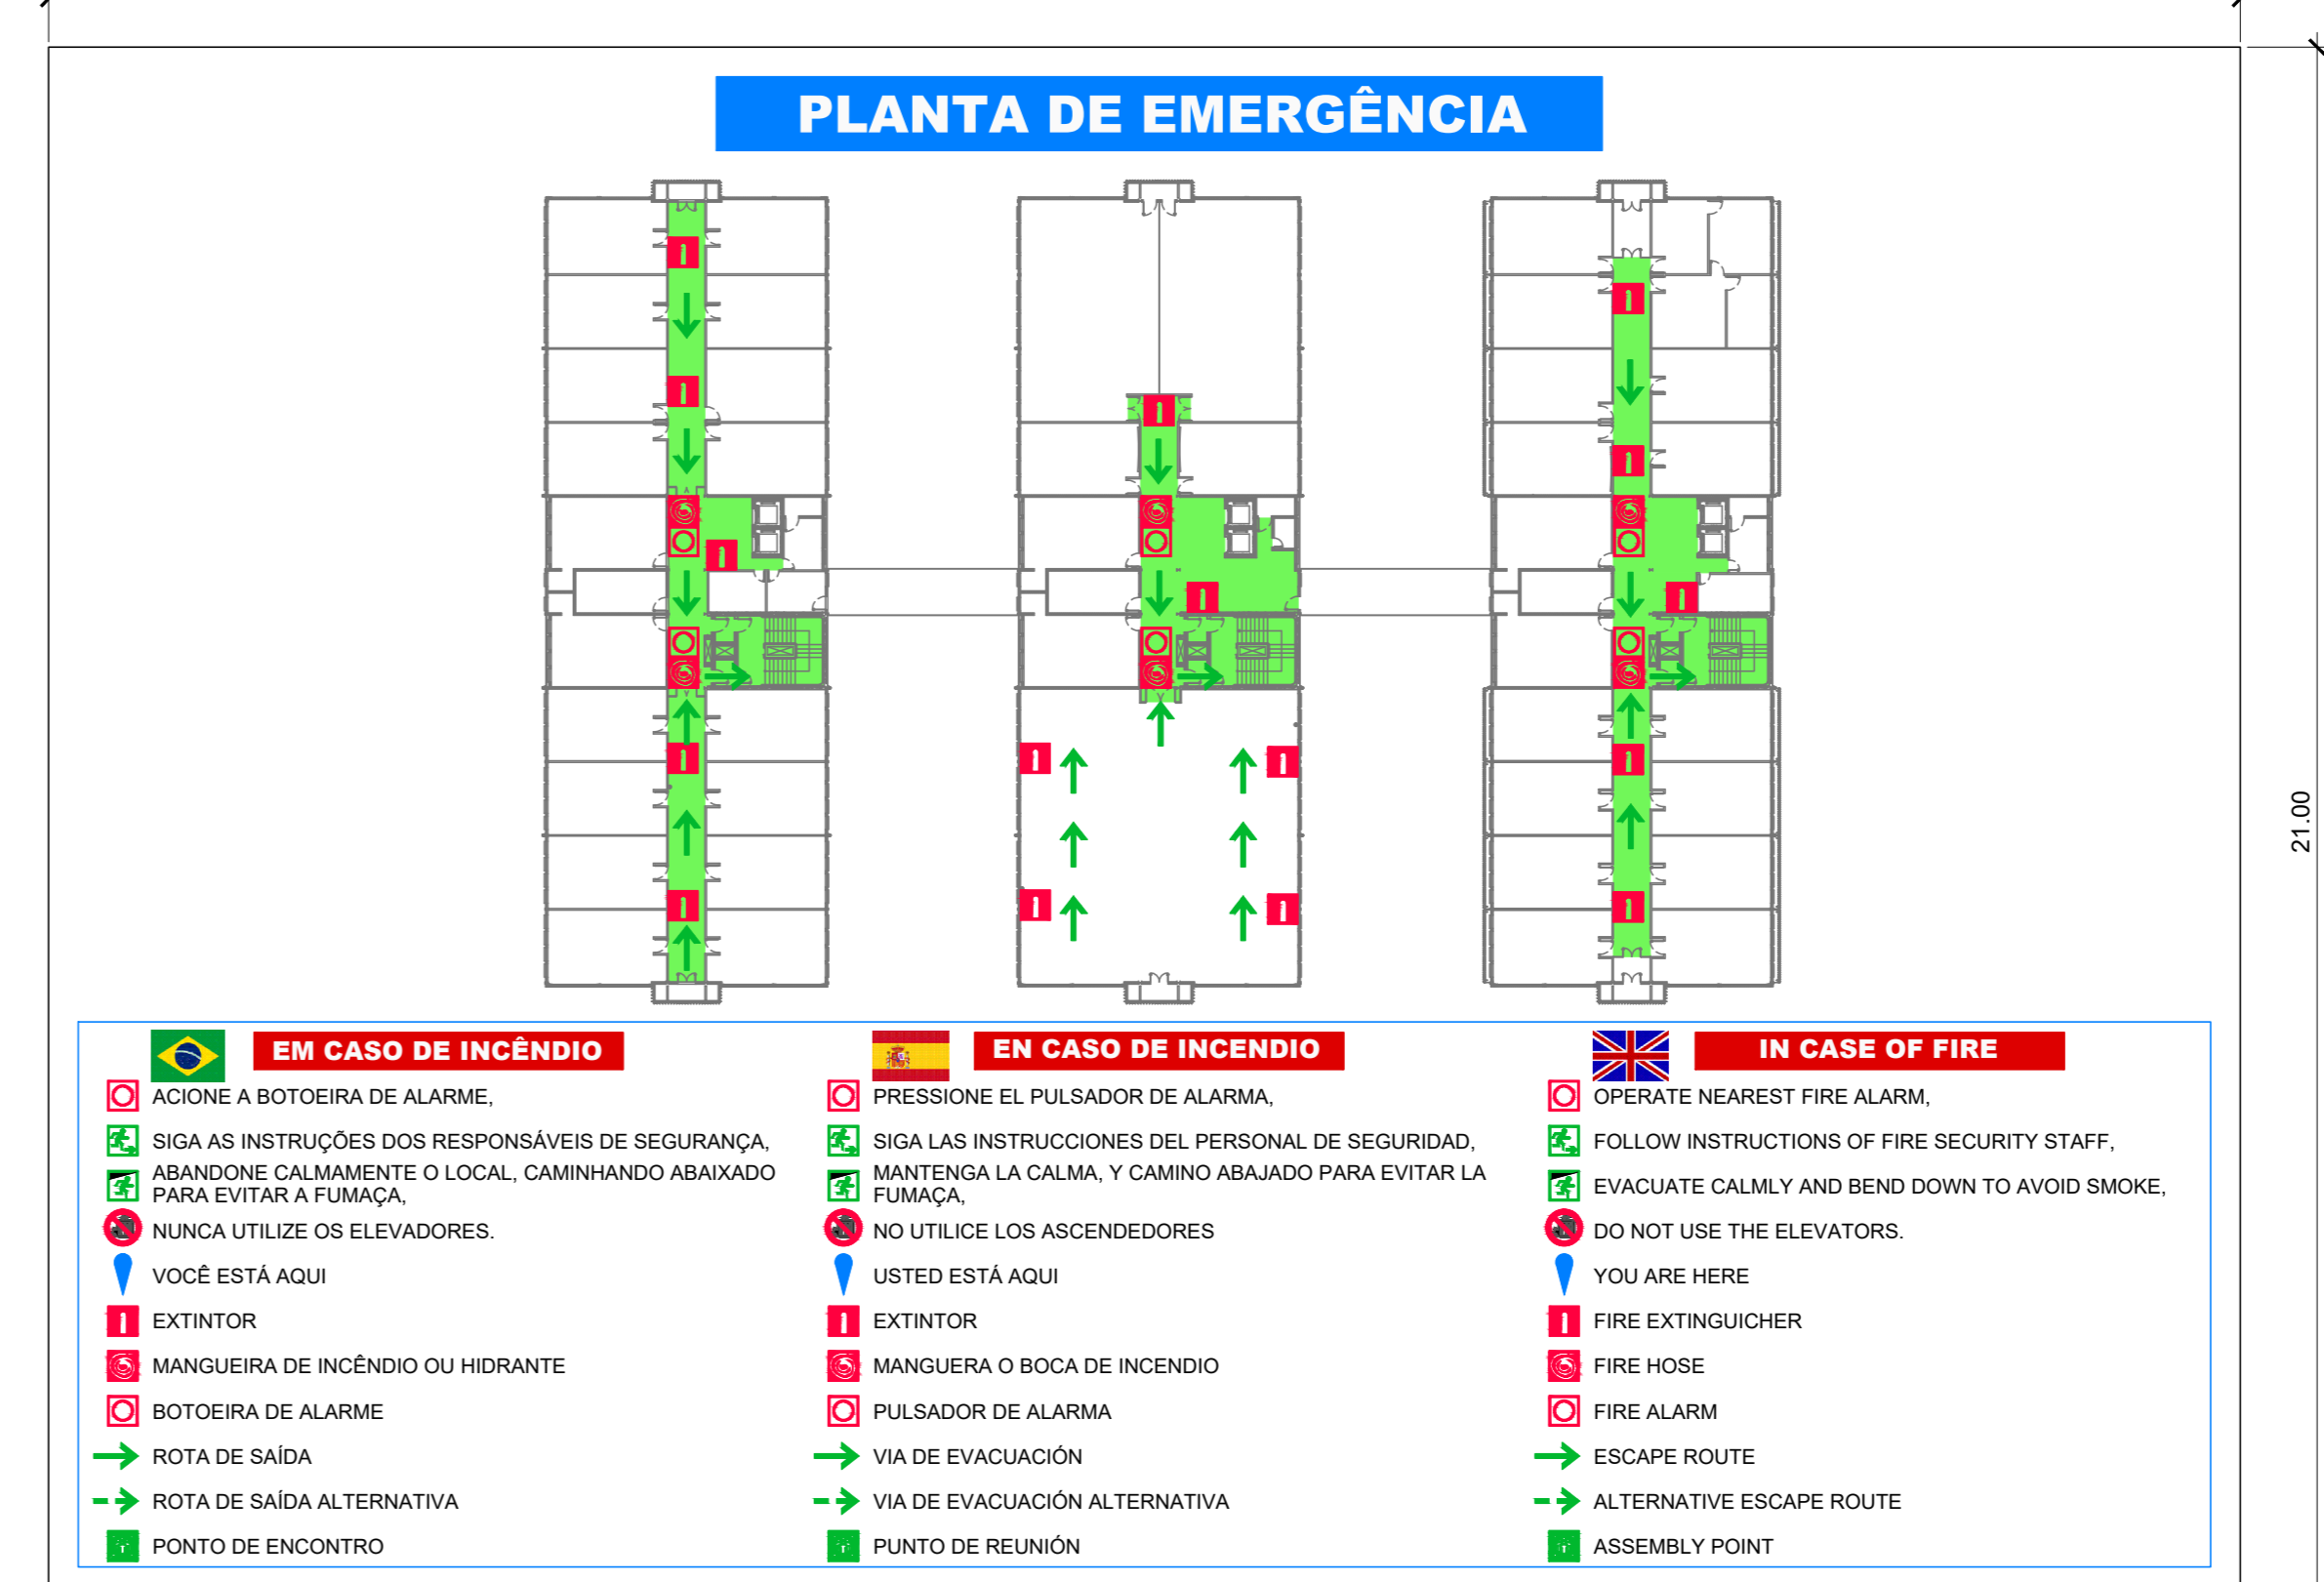 PLANTA DE EMERGÊNCIA
21.00
EM CASO DE INCÊNDIO
ACIONE A BOTOEIRA DE ALARME,
SIGA AS INSTRUÇÕES DOS RESPONSÁVEIS DE SEGURANÇA,
ABANDONE CALMAMENTE O LOCAL, CAMINHANDO ABAIXADO
PARA EVITAR A FUMAÇA,
NUNCA UTILIZE OS ELEVADORES.
VOCÊ ESTÁ AQUI
EXTINTOR
MANGUEIRA DE INCÊNDIO OU HIDRANTE
BOTOEIRA DE ALARME
ROTA DE SAÍDA
ROTA DE SAÍDA ALTERNATIVA
PONTO DE ENCONTRO
EN CASO DE INCENDIO
PRESSIONE EL PULSADOR DE ALARMA,
SIGA LAS INSTRUCCIONES DEL PERSONAL DE SEGURIDAD,
MANTENGA LA CALMA, Y CAMINO ABAJADO PARA EVITAR LA
FUMAÇA,
NO UTILICE LOS ASCENDEDORES
USTED ESTÁ AQUI
EXTINTOR
MANGUERA O BOCA DE INCENDIO
PULSADOR DE ALARMA
VIA DE EVACUACIÓN
VIA DE EVACUACIÓN ALTERNATIVA
PUNTO DE REUNIÓN
IN CASE OF FIRE
OPERATE NEAREST FIRE ALARM,
FOLLOW INSTRUCTIONS OF FIRE SECURITY STAFF,
EVACUATE CALMLY AND BEND DOWN TO AVOID SMOKE,
DO NOT USE THE ELEVATORS.
YOU ARE HERE
FIRE EXTINGUICHER
FIRE HOSE
FIRE ALARM
ESCAPE ROUTE
ALTERNATIVE ESCAPE ROUTE
ASSEMBLY POINT